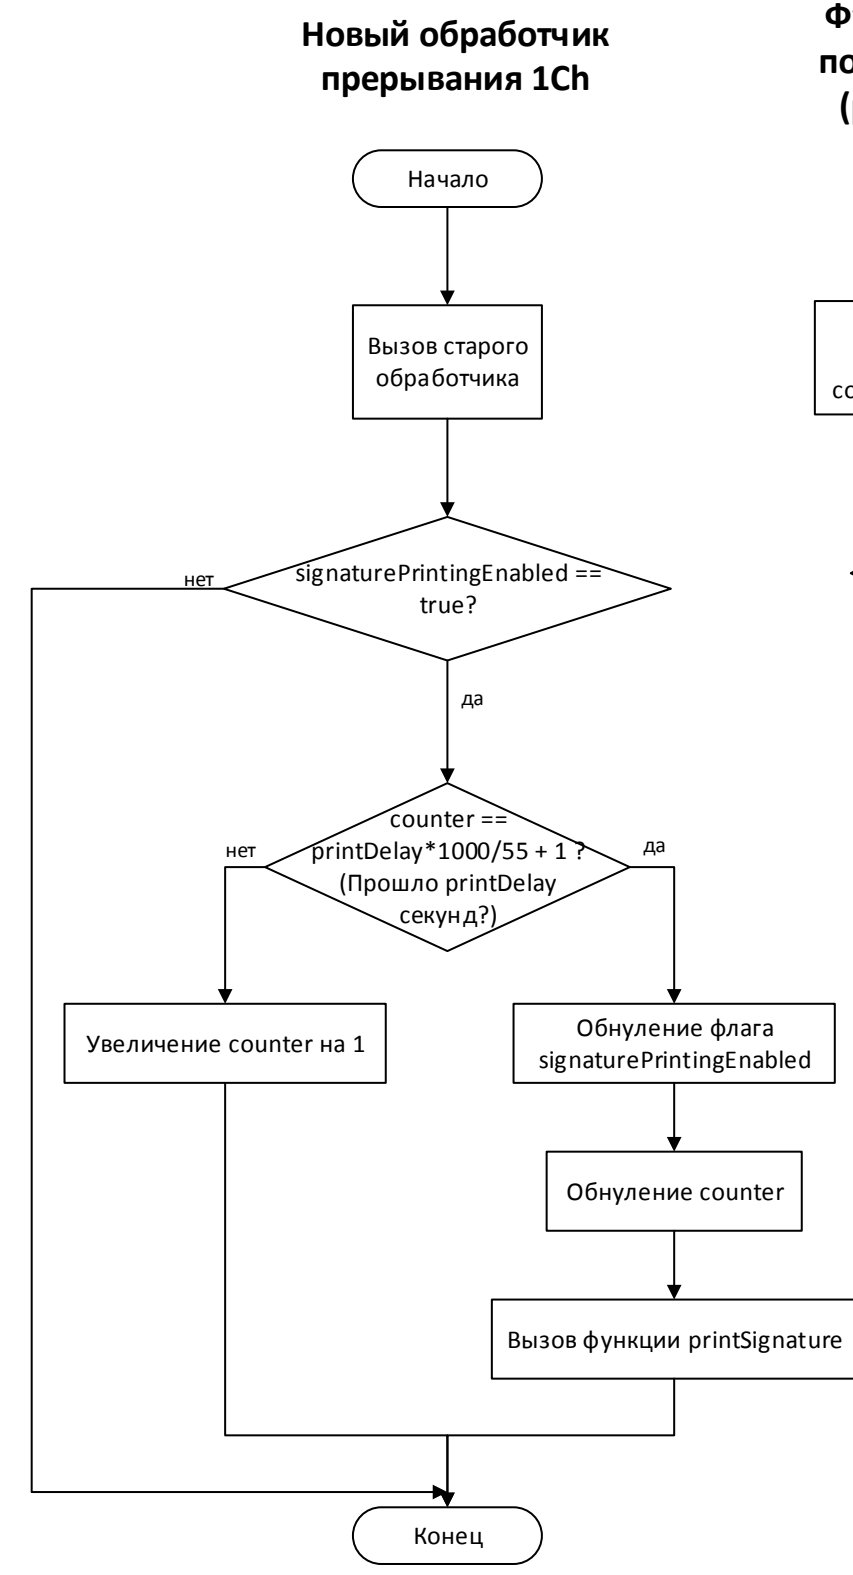 Новый обработчик
прерывания 1Ch
Начало
Вызов старого
обработчика
signaturePrintingEnabled ==
true?
нет
да
counter ==
printDelay*1000/55 + 1 ?
(Прошло printDelay
секунд?)
нет
да
Увеличение counter на 1
Обнуление флага
signaturePrintingEnabled
Обнуление counter
Вызов функции printSignature
Конец